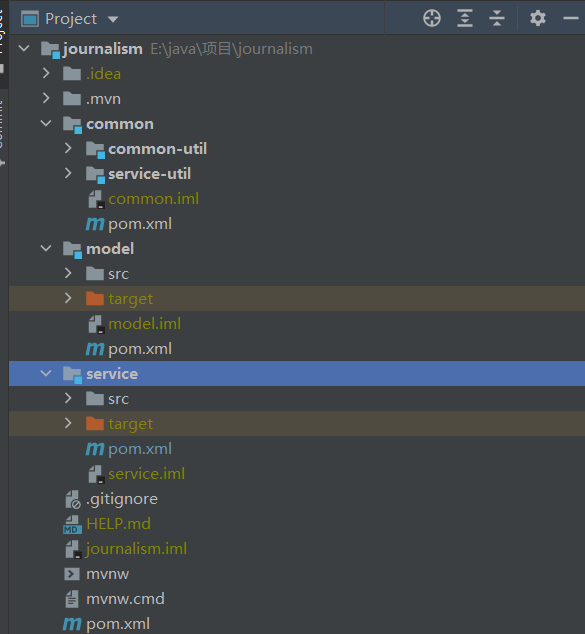 Project
journalism E:\java\项目\journalism
.idea
.mvn
common
common-util
service-util
common.iml
pom.xml
model
src
target
model.iml
pom.xml
service
src
target
pom.xml
service.iml
.gitignore
HELP.md
journalism.iml
mvnw
mvnw.cmd
pom.xml